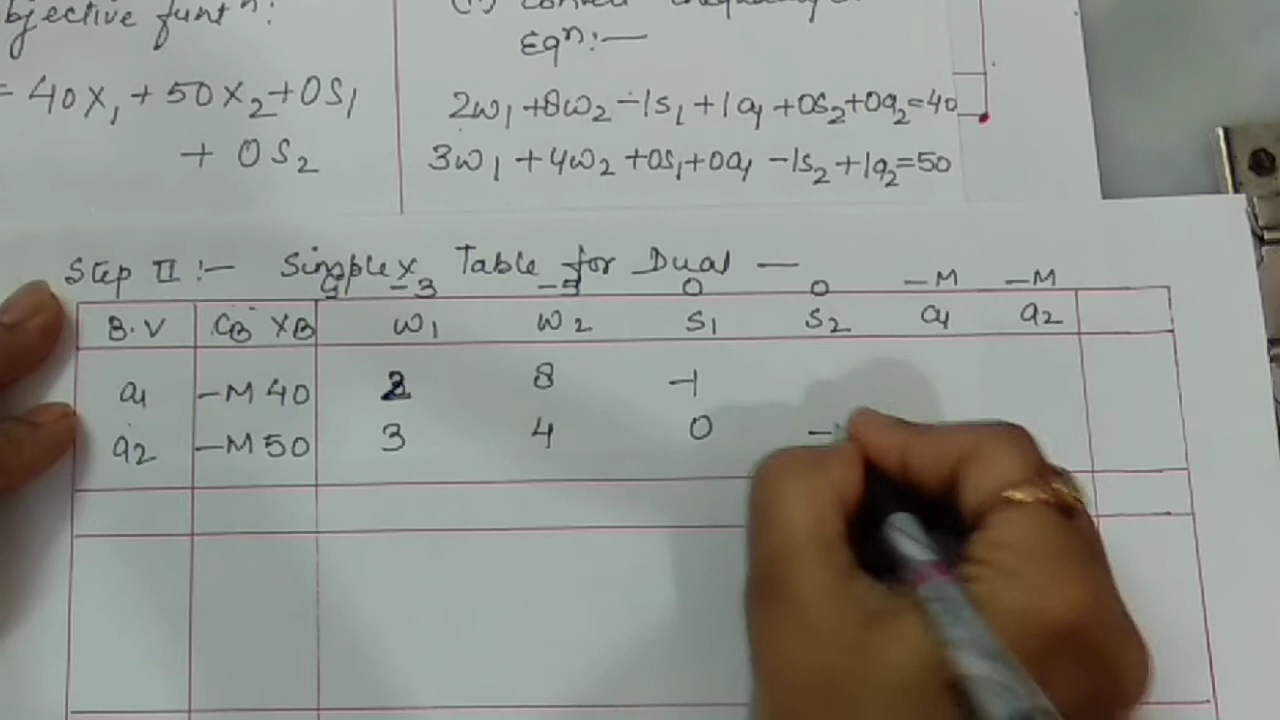 bjective funtⁿ:
= 40x₁ + 50x₂ + 0S₁
+ 0S₂
Eqⁿ:—
2w₁ + 8w₂ - 1s₁ + 1a₁ + 0s₂ + 0a₂ = 40
3w₁ + 4w₂ + 0s₁ + 0a₁ - 1s₂ + 1a₂ = 50
Step II :- Simplex Table for Dual —
-3 -5 0 0 -M -M
B.V CB XB w₁ w₂ S₁ S₂ a₁ a₂
a₁ -M 40 2 8 -1
a₂ -M 50 3 4 0 -